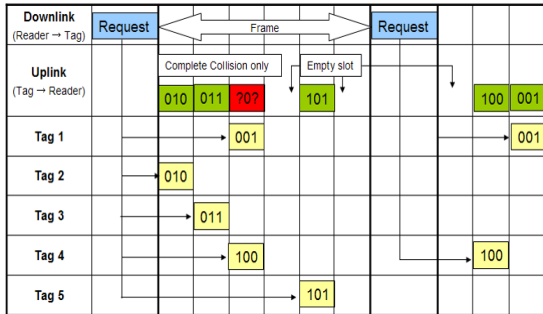 Downlink
(Reader → Tag)
Request
Frame
Request
Uplink
(Tag → Reader)
Complete Collision only
Empty slot
010 011 ?0? 101 100 001
Tag 1
001 001
Tag 2
010
Tag 3
011
Tag 4
100 100
Tag 5
101